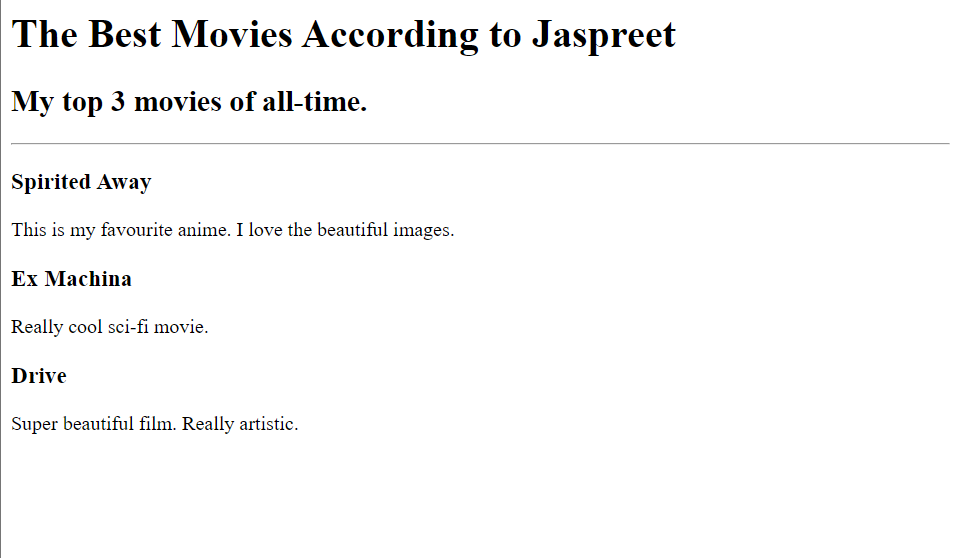 The Best Movies According to Jaspreet
My top 3 movies of all-time.
Spirited Away
This is my favourite anime. I love the beautiful images.
Ex Machina
Really cool sci-fi movie.
Drive
Super beautiful film. Really artistic.